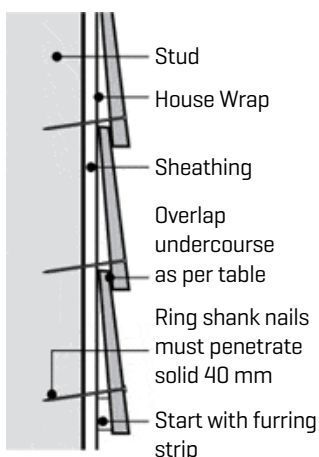 Stud
House Wrap
Sheathing
Overlap
undercourse
as per table
Ring shank nails
must penetrate
solid 40 mm
Start with furring
strip